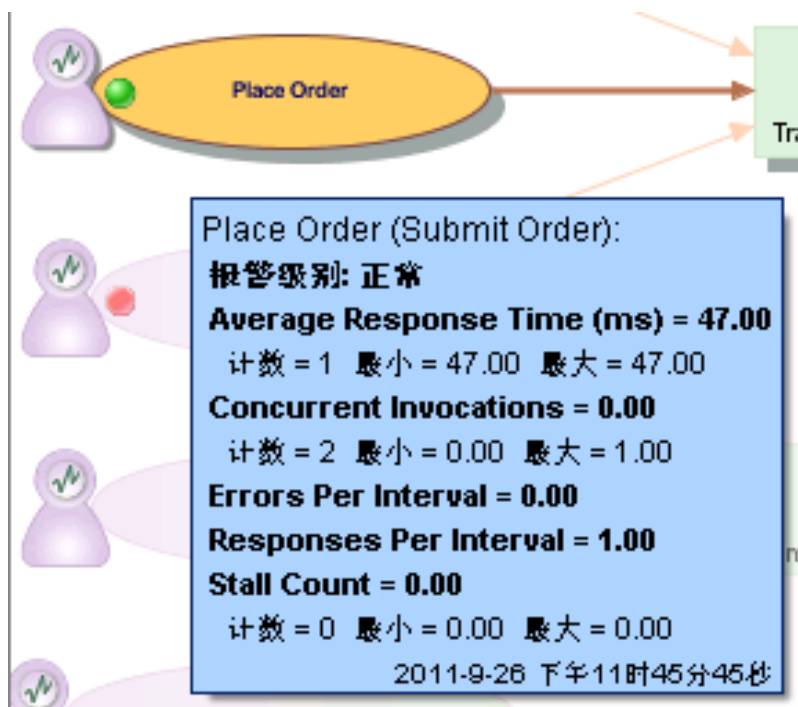 Place Order
Tra
Place Order (Submit Order):
报警级别: 正常
Average Response Time (ms) = 47.00
计数 = 1 最小 = 47.00 最大 = 47.00
Concurrent Invocations = 0.00
计数 = 2 最小 = 0.00 最大 = 1.00
Errors Per Interval = 0.00
Responses Per Interval = 1.00
Stall Count = 0.00
计数 = 0 最小 = 0.00 最大 = 0.00
2011-9-26 下午11时45分45秒